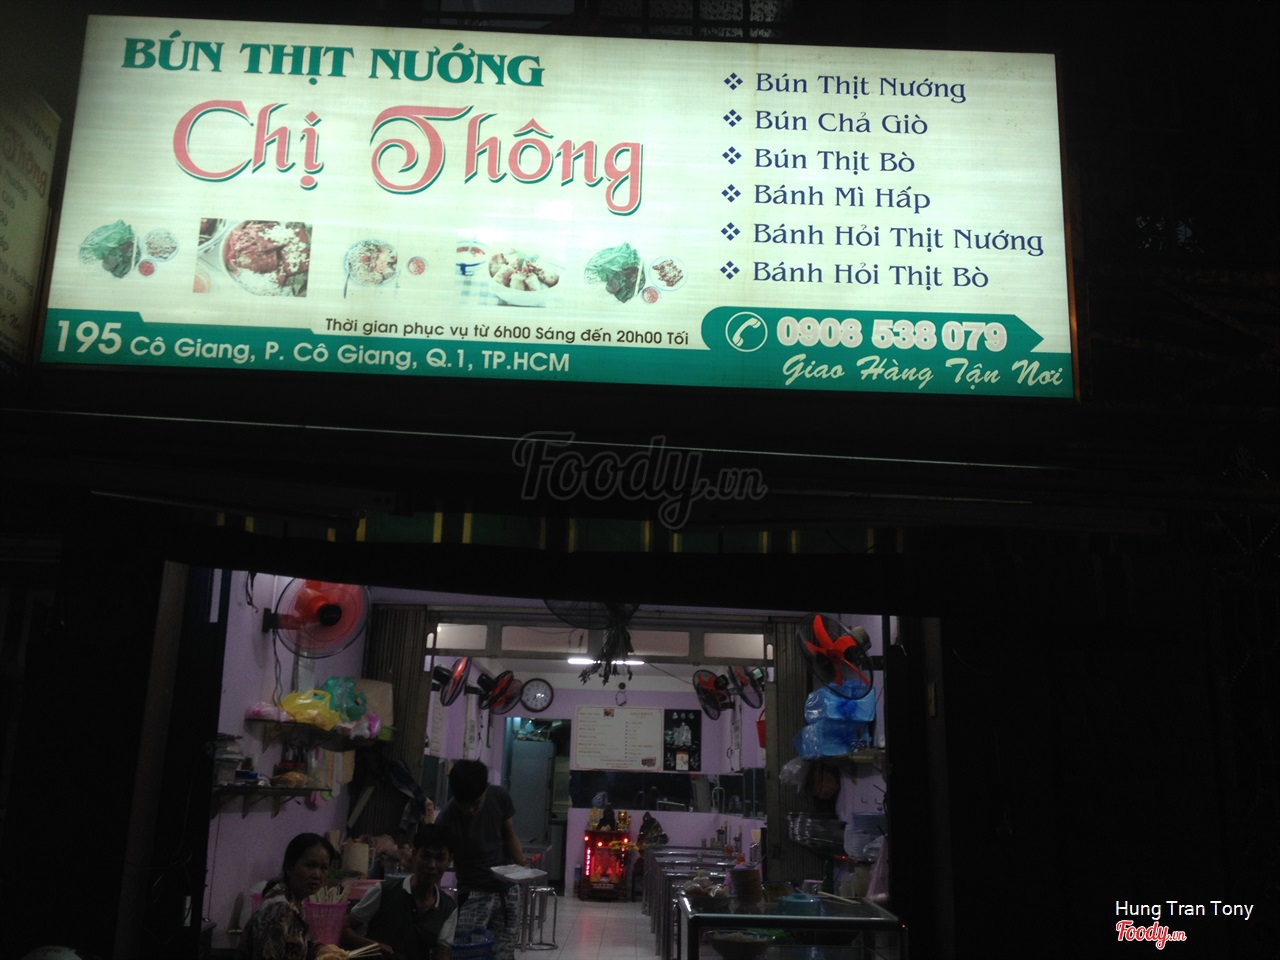 BÚN THỊT NƯỚNG
Chị Thông
Bún Thịt Nướng
Bún Chả Giò
Bún Thịt Bò
Bánh Mì Hấp
Bánh Hỏi Thịt Nướng
Bánh Hỏi Thịt Bò
Thời gian phục vụ từ 6h00 Sáng đến 20h00 Tối
195 Cô Giang, P. Cô Giang, Q.1, TP.HCM
0908 538 079
Giao Hàng Tận Nơi
Foody.vn
Hung Tran Tony
Foody.vn